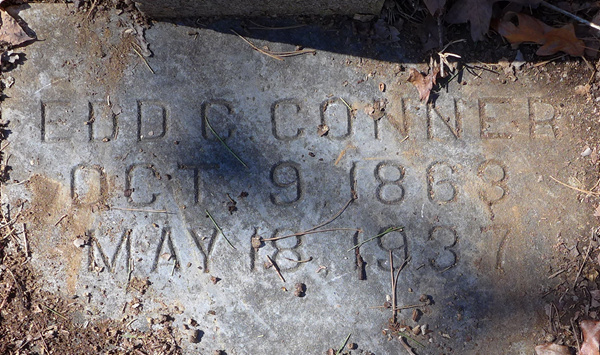 EDD C CONNER
OCT 9 1863
MAY 18 1937